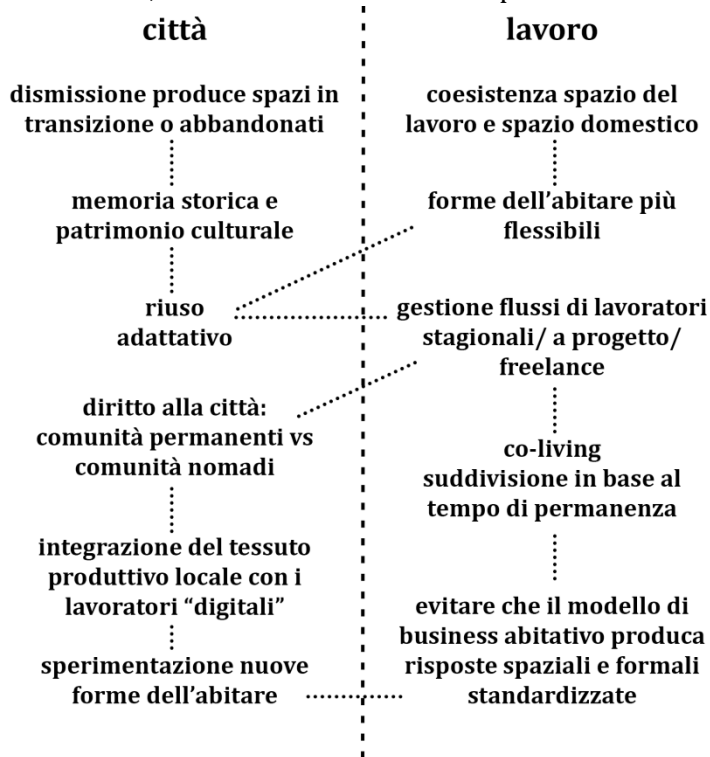 città
dismissione produce spazi in
transizione o abbandonati
memoria storica e
patrimonio culturale
riuso
adattativo
diritto alla città:
comunità permanenti vs
comunità nomadi
integrazione del tessuto
produttivo locale con i
lavoratori “digitali”
sperimentazione nuove
forme dell’abitare
lavoro
coesistenza spazio del
lavoro e spazio domestico
forme dell’abitare più
flessibili
gestione flussi di lavoratori
stagionali/ a progetto/
freelance
co-living
suddivisione in base al
tempo di permanenza
evitare che il modello di
business abitativo produca
risposte spaziali e formali
standardizzate